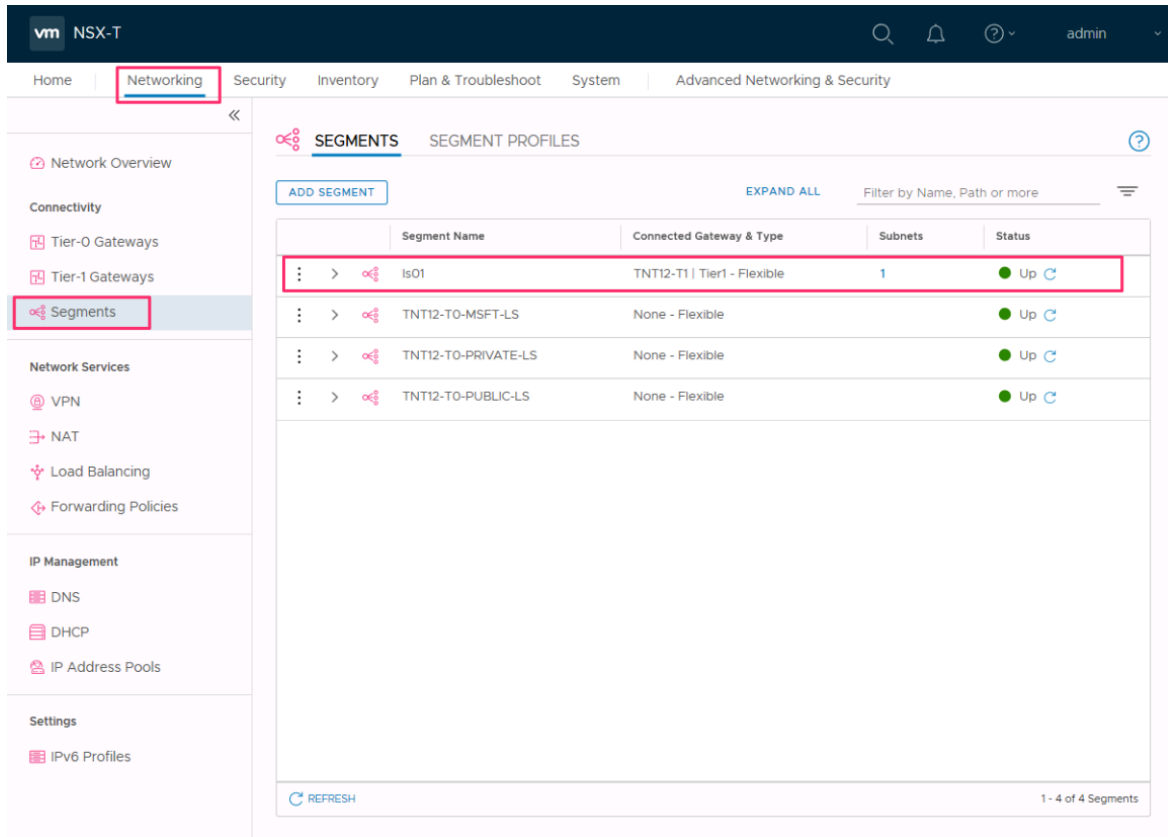 vm NSX-T admin
Home Networking Security Inventory Plan & Troubleshoot System Advanced Networking & Security
Network Overview
Connectivity
Tier-0 Gateways
Tier-1 Gateways
Segments
Network Services
VPN
NAT
Load Balancing
Forwarding Policies
IP Management
DNS
DHCP
IP Address Pools
Settings
IPv6 Profiles
SEGMENTS SEGMENT PROFILES
ADD SEGMENT EXPAND ALL Filter by Name, Path or more
Segment Name Connected Gateway & Type Subnets Status
ls01 TNT12-T1 | Tier1 - Flexible 1 Up
TNT12-T0-MSFT-LS None - Flexible Up
TNT12-T0-PRIVATE-LS None - Flexible Up
TNT12-T0-PUBLIC-LS None - Flexible Up
REFRESH 1 - 4 of 4 Segments